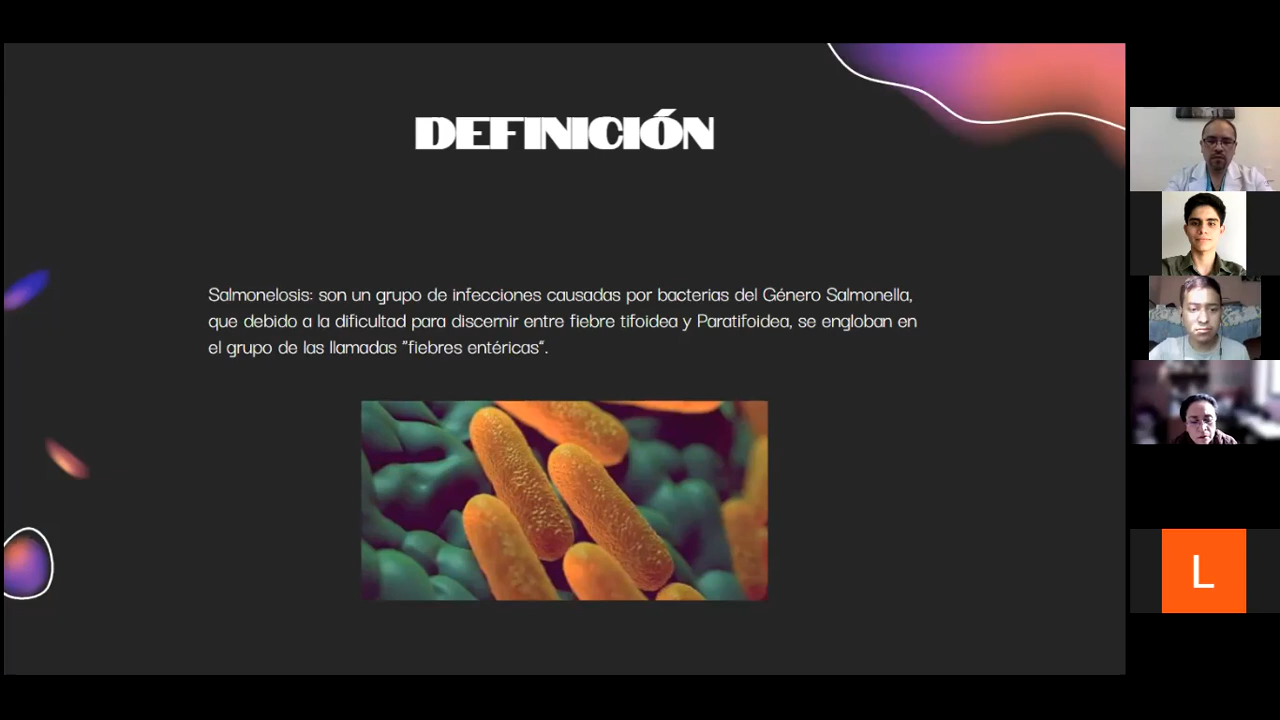 DEFINICIÓN
Salmonelosis: son un grupo de infecciones causadas por bacterias del Género Salmonella,
que debido a la dificultad para discernir entre fiebre tifoidea y Paratifoidea, se engloban en
el grupo de las llamadas "fiebres entéricas".
L